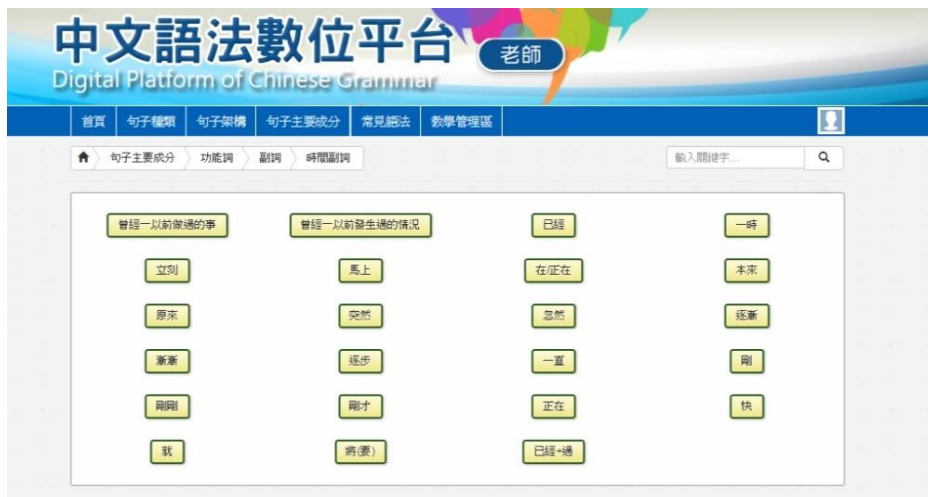 中文語法數位平台 老師
Digital Platform of Chinese Grammar
首頁 句子種類 句子架構 句子主要成分 常見語法 教學管理區
句子主要成分 功能詞 副詞 時間副詞 輸入關鍵字...
曾經—以前做過的事 曾經—以前發生過的情況 已經 一時
立刻 馬上 在/正在 本來
原來 突然 忽然 逐漸
漸漸 逐步 一直 剛
剛剛 剛才 正在 快
就 將(要) 已經+過